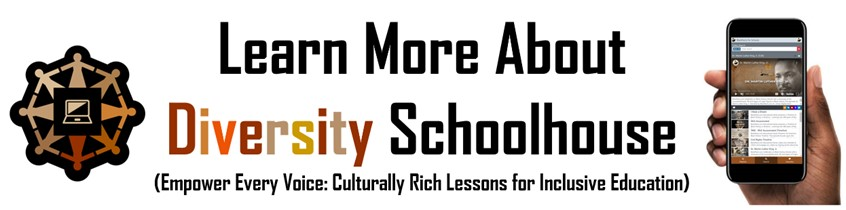 Learn More About
Diversity Schoolhouse
(Empower Every Voice: Culturally Rich Lessons for Inclusive Education)